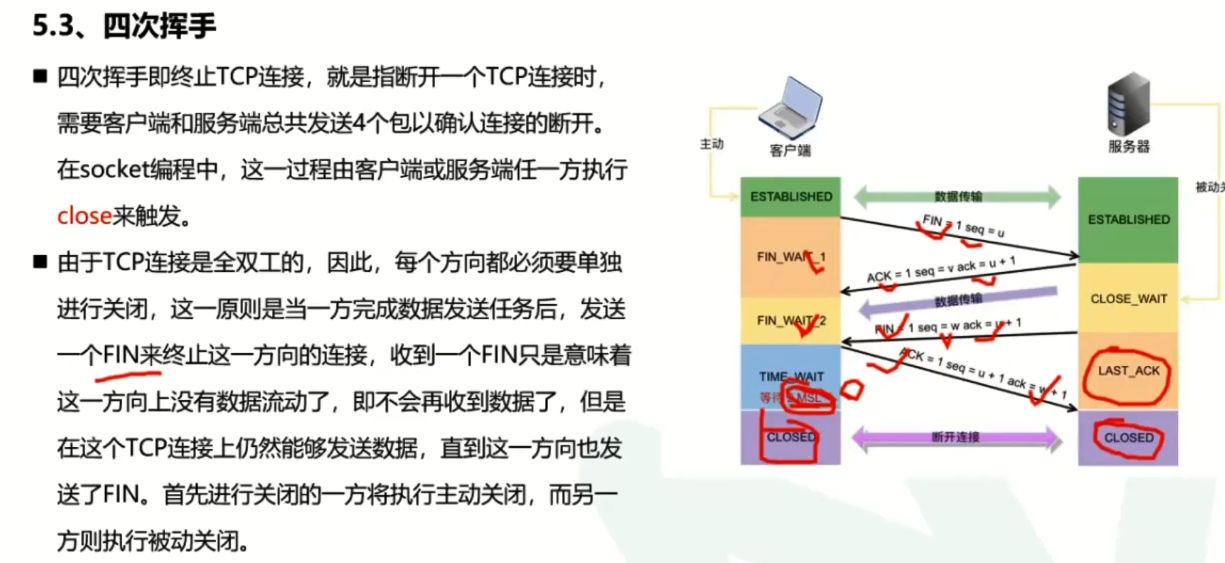 5.3、四次挥手
■ 四次挥手即终止TCP连接，就是指断开一个TCP连接时，
需要客户端和服务端总共发送4个包以确认连接的断开。
在socket编程中，这一过程由客户端或服务端任一方执行
close来触发。
■ 由于TCP连接是全双工的，因此，每个方向都必须要单独
进行关闭，这一原则是当一方完成数据发送任务后，发送
一个FIN来终止这一方向的连接，收到一个FIN只是意味着
这一方向上没有数据流动了，即不会再收到数据了，但是
在这个TCP连接上仍然能够发送数据，直到这一方向也发
送了FIN。首先进行关闭的一方将执行主动关闭，而另一
方则执行被动关闭。
主动
客户端
服务器
被动
ESTABLISHED
数据传输
ESTABLISHED
FIN = 1 seq = u
FIN_WAIT_1
ACK = 1 seq = v ack = u + 1
数据传输
CLOSE_WAIT
FIN_WAIT_2
FIN = 1 seq = w ack = u + 1
ACK = 1 seq = u + 1 ack = w + 1
TIME_WAIT
等待2MSL
LAST_ACK
CLOSED
断开连接
CLOSED